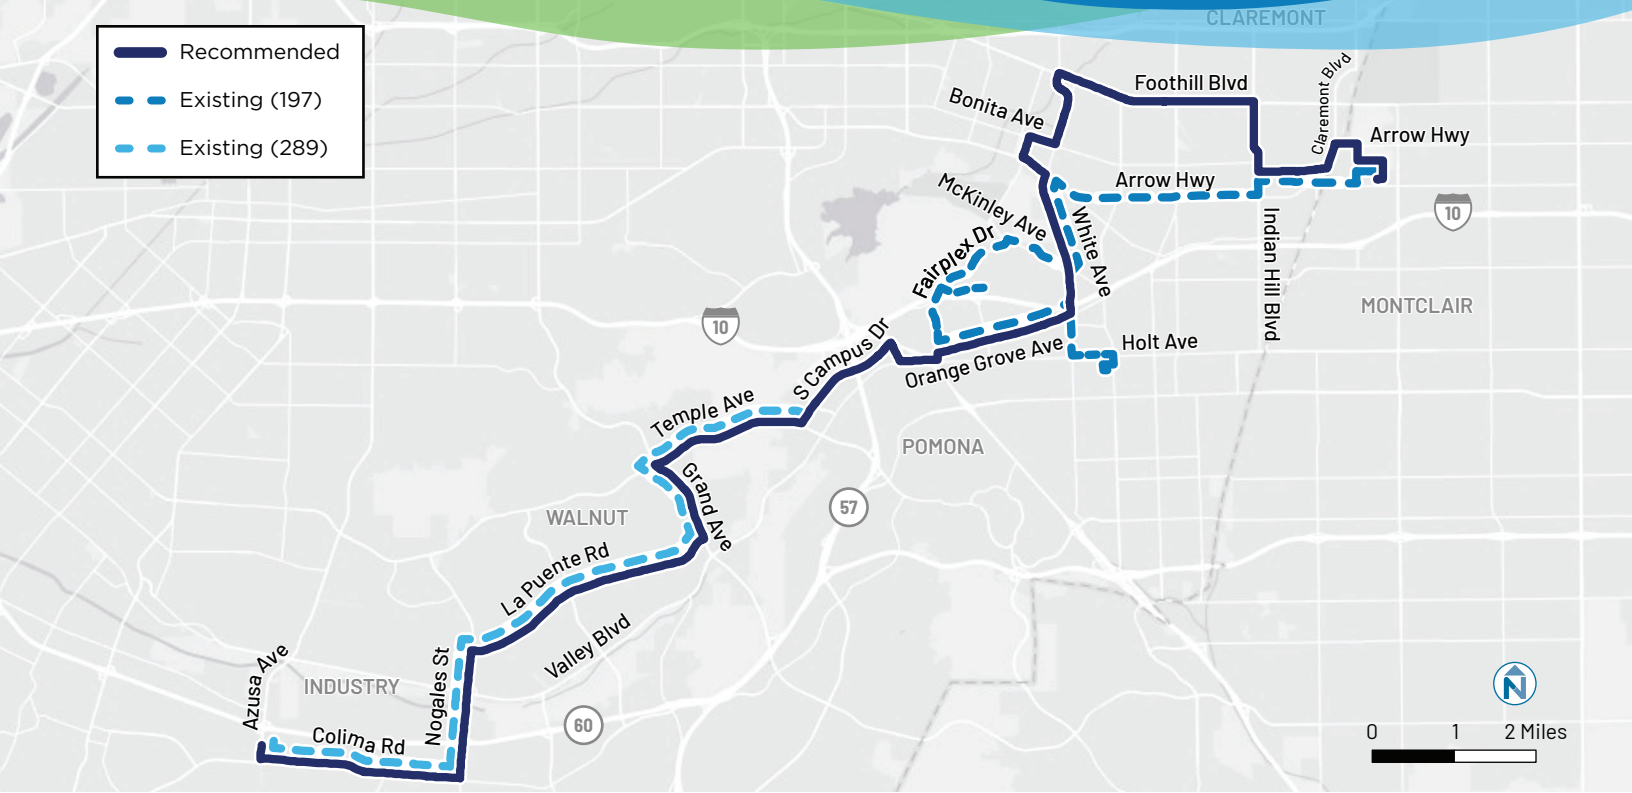 CLAREMONT
Recommended
Existing (197)
Existing (289)
Foothill Blvd
Claremont Blvd
Bonita Ave
Arrow Hwy
Arrow Hwy
McKinley Ave
White Ave
Fairplex Dr
Indian Hill Blvd
10
MONTCLAIR
10
S Campus Dr
Holt Ave
Orange Grove Ave
Temple Ave
POMONA
Grand Ave
57
WALNUT
La Puente Rd
Valley Blvd
Azusa Ave
INDUSTRY
Nogales St
Colima Rd
60
N
0 1 2 Miles